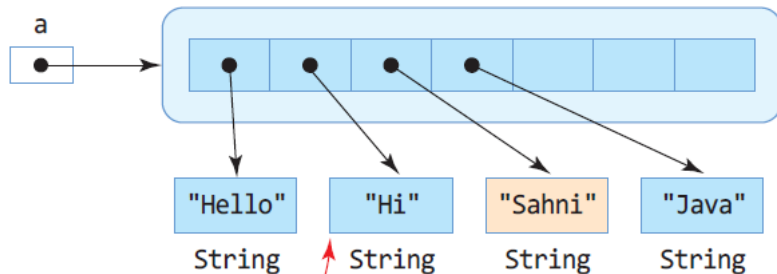 a
"Hello" "Hi" "Sahni" "Java"
String String String String